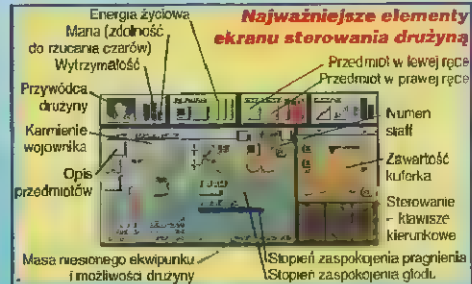 Najważniejsze elementy
ekranu sterowania drużyną
Energia życiowa
Mana (zdolność
do rzucania czarów)
Wytrzymałość
Przywódca
drużyny
Karmienie
wojownika
Opis
przedmiotów
Masa niesionego ekwipunku
i możliwości drużyny
Przedmiot w lewej ręce
Przedmiot w prawej ręce
Numen
staff
Zawartość
kuferka
Sterowanie
– klawisze
kierunkowe
Stopień zaspokojenia pragnienia
Stopień zaspokojenia głodu